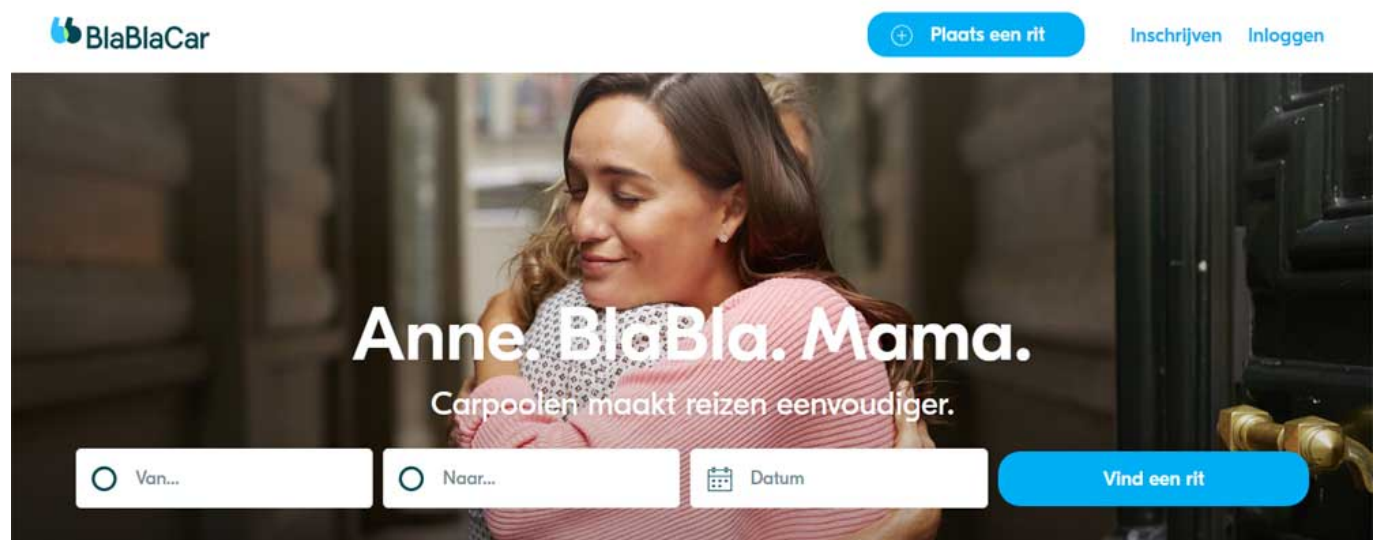 BlaBlaCar
Plaats een rit
Inschrijven
Inloggen
Anne. BlaBla. Mama.
Carpoolen maakt reizen eenvoudiger.
Van...
Naar...
Datum
Vind een rit